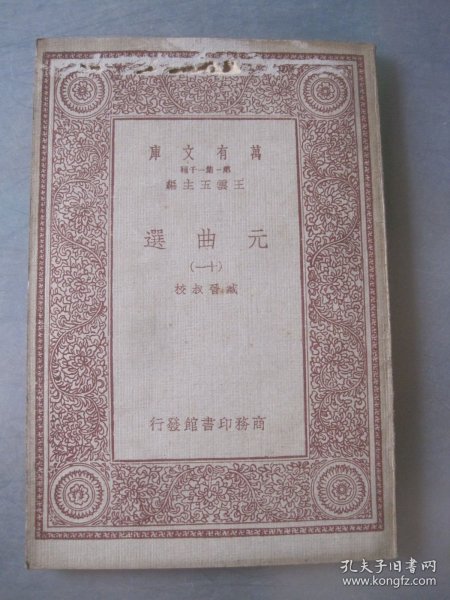 萬有文庫
第一集一千種
王雲五主編
元曲選
(十一)
臧晉叔校
商務印書館發行
孔夫子旧书网
www.kongfz.com